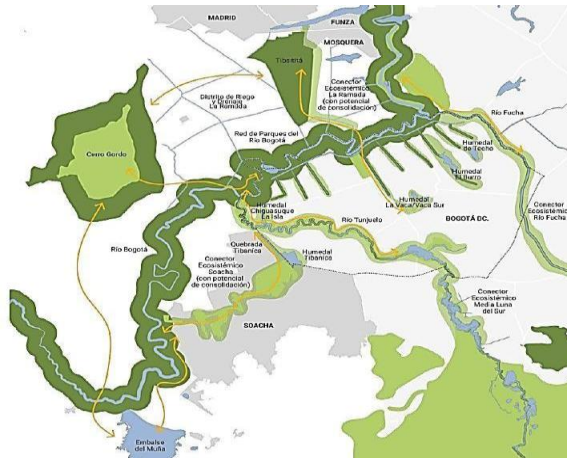 MADRID
FUNZA
MOSQUERA
Tibaitatá
Conector
Ecosistémico
La Ramada
(con potencial
de consolidación)
Distrito de Riego
y Drenaje
La Ramada
Río Fucha
Red de Parques del
Río Bogotá
Cerro Gordo
Humedal
de Techo
Humedal
El Burro
Humedal
La Vaca/Vaca Sur
Conector
Ecosistémico
Río Fucha
Humedal
Chiguasuque
La Isla
Río Tunjuelo
BOGOTÁ DC.
Río Bogotá
Quebrada
Tibanica
Humedal
Tibanica
Conector
Ecosistémico
Soacha
(con potencial
de consolidación)
Conector
Ecosistémico
Media Luna
del Sur
SOACHA
Embalse
del Muña